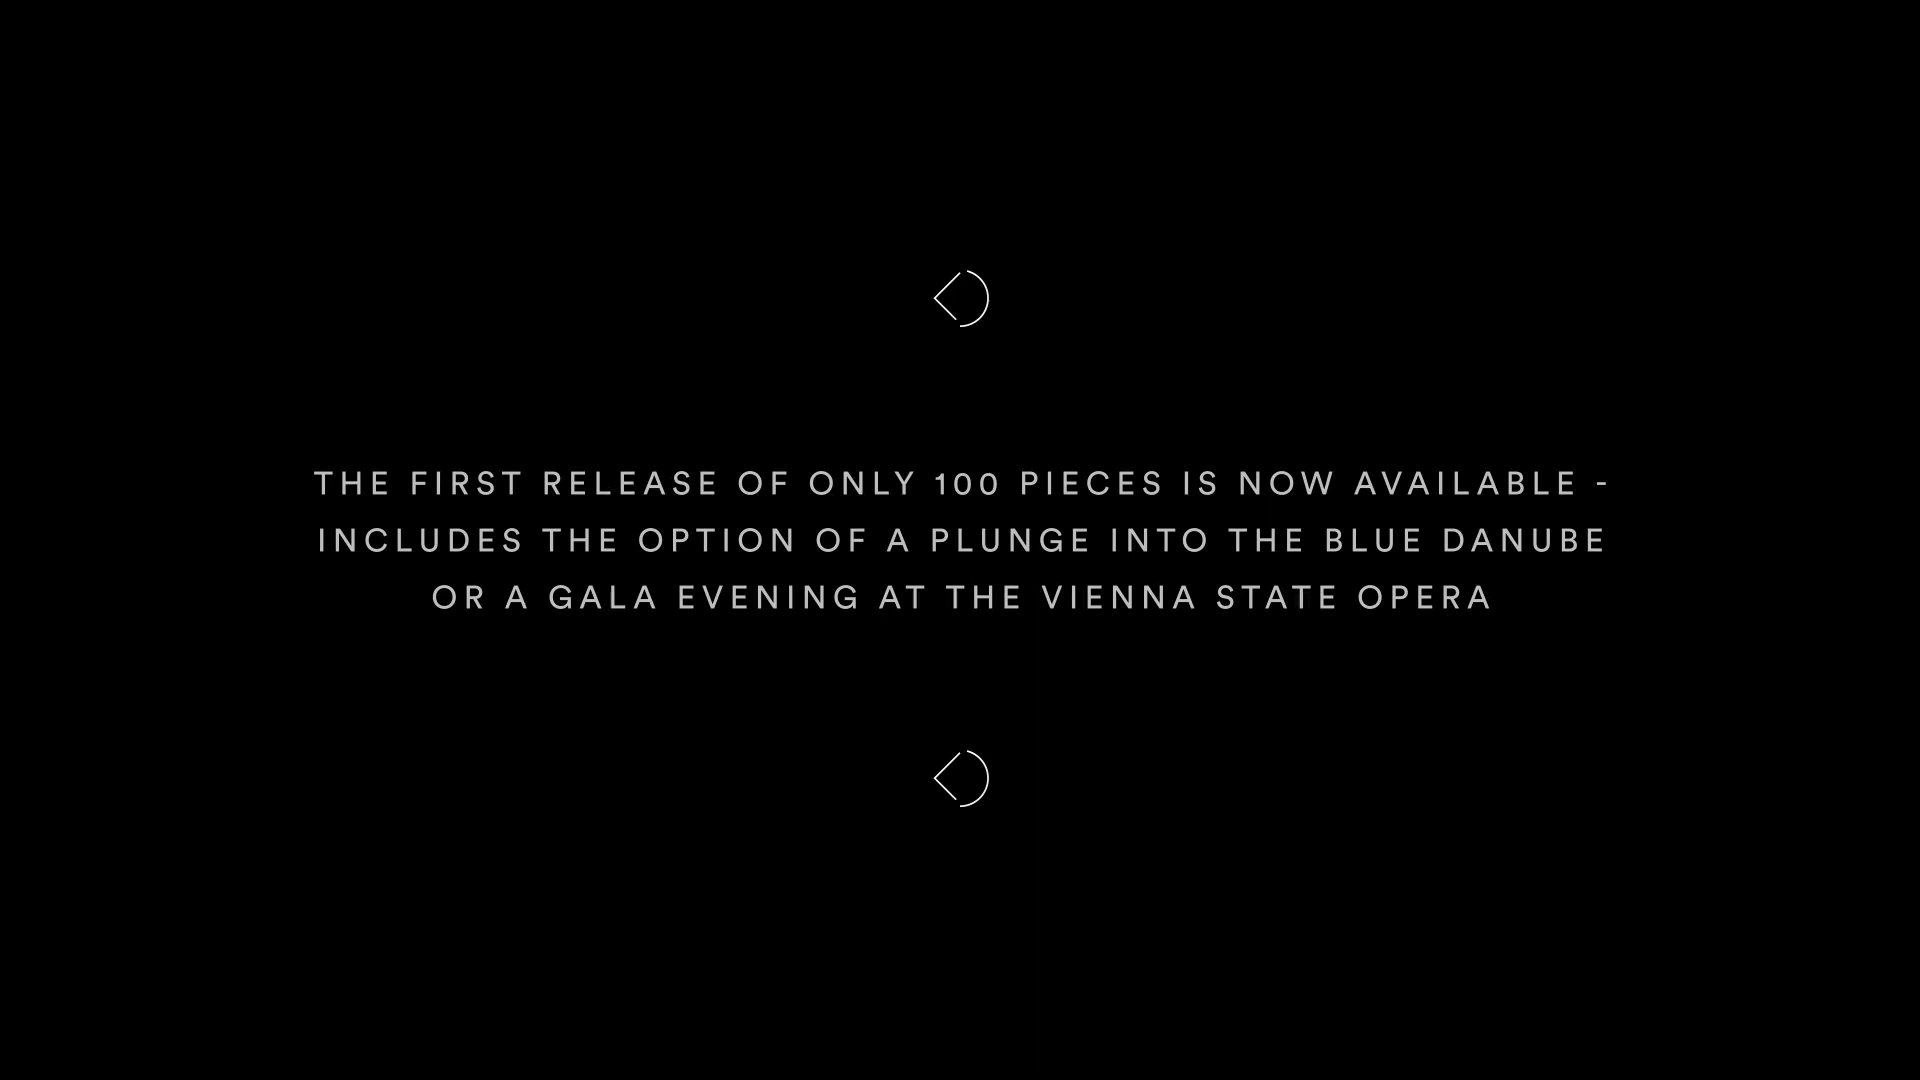 THE FIRST RELEASE OF ONLY 100 PIECES IS NOW AVAILABLE -
INCLUDES THE OPTION OF A PLUNGE INTO THE BLUE DANUBE
OR A GALA EVENING AT THE VIENNA STATE OPERA